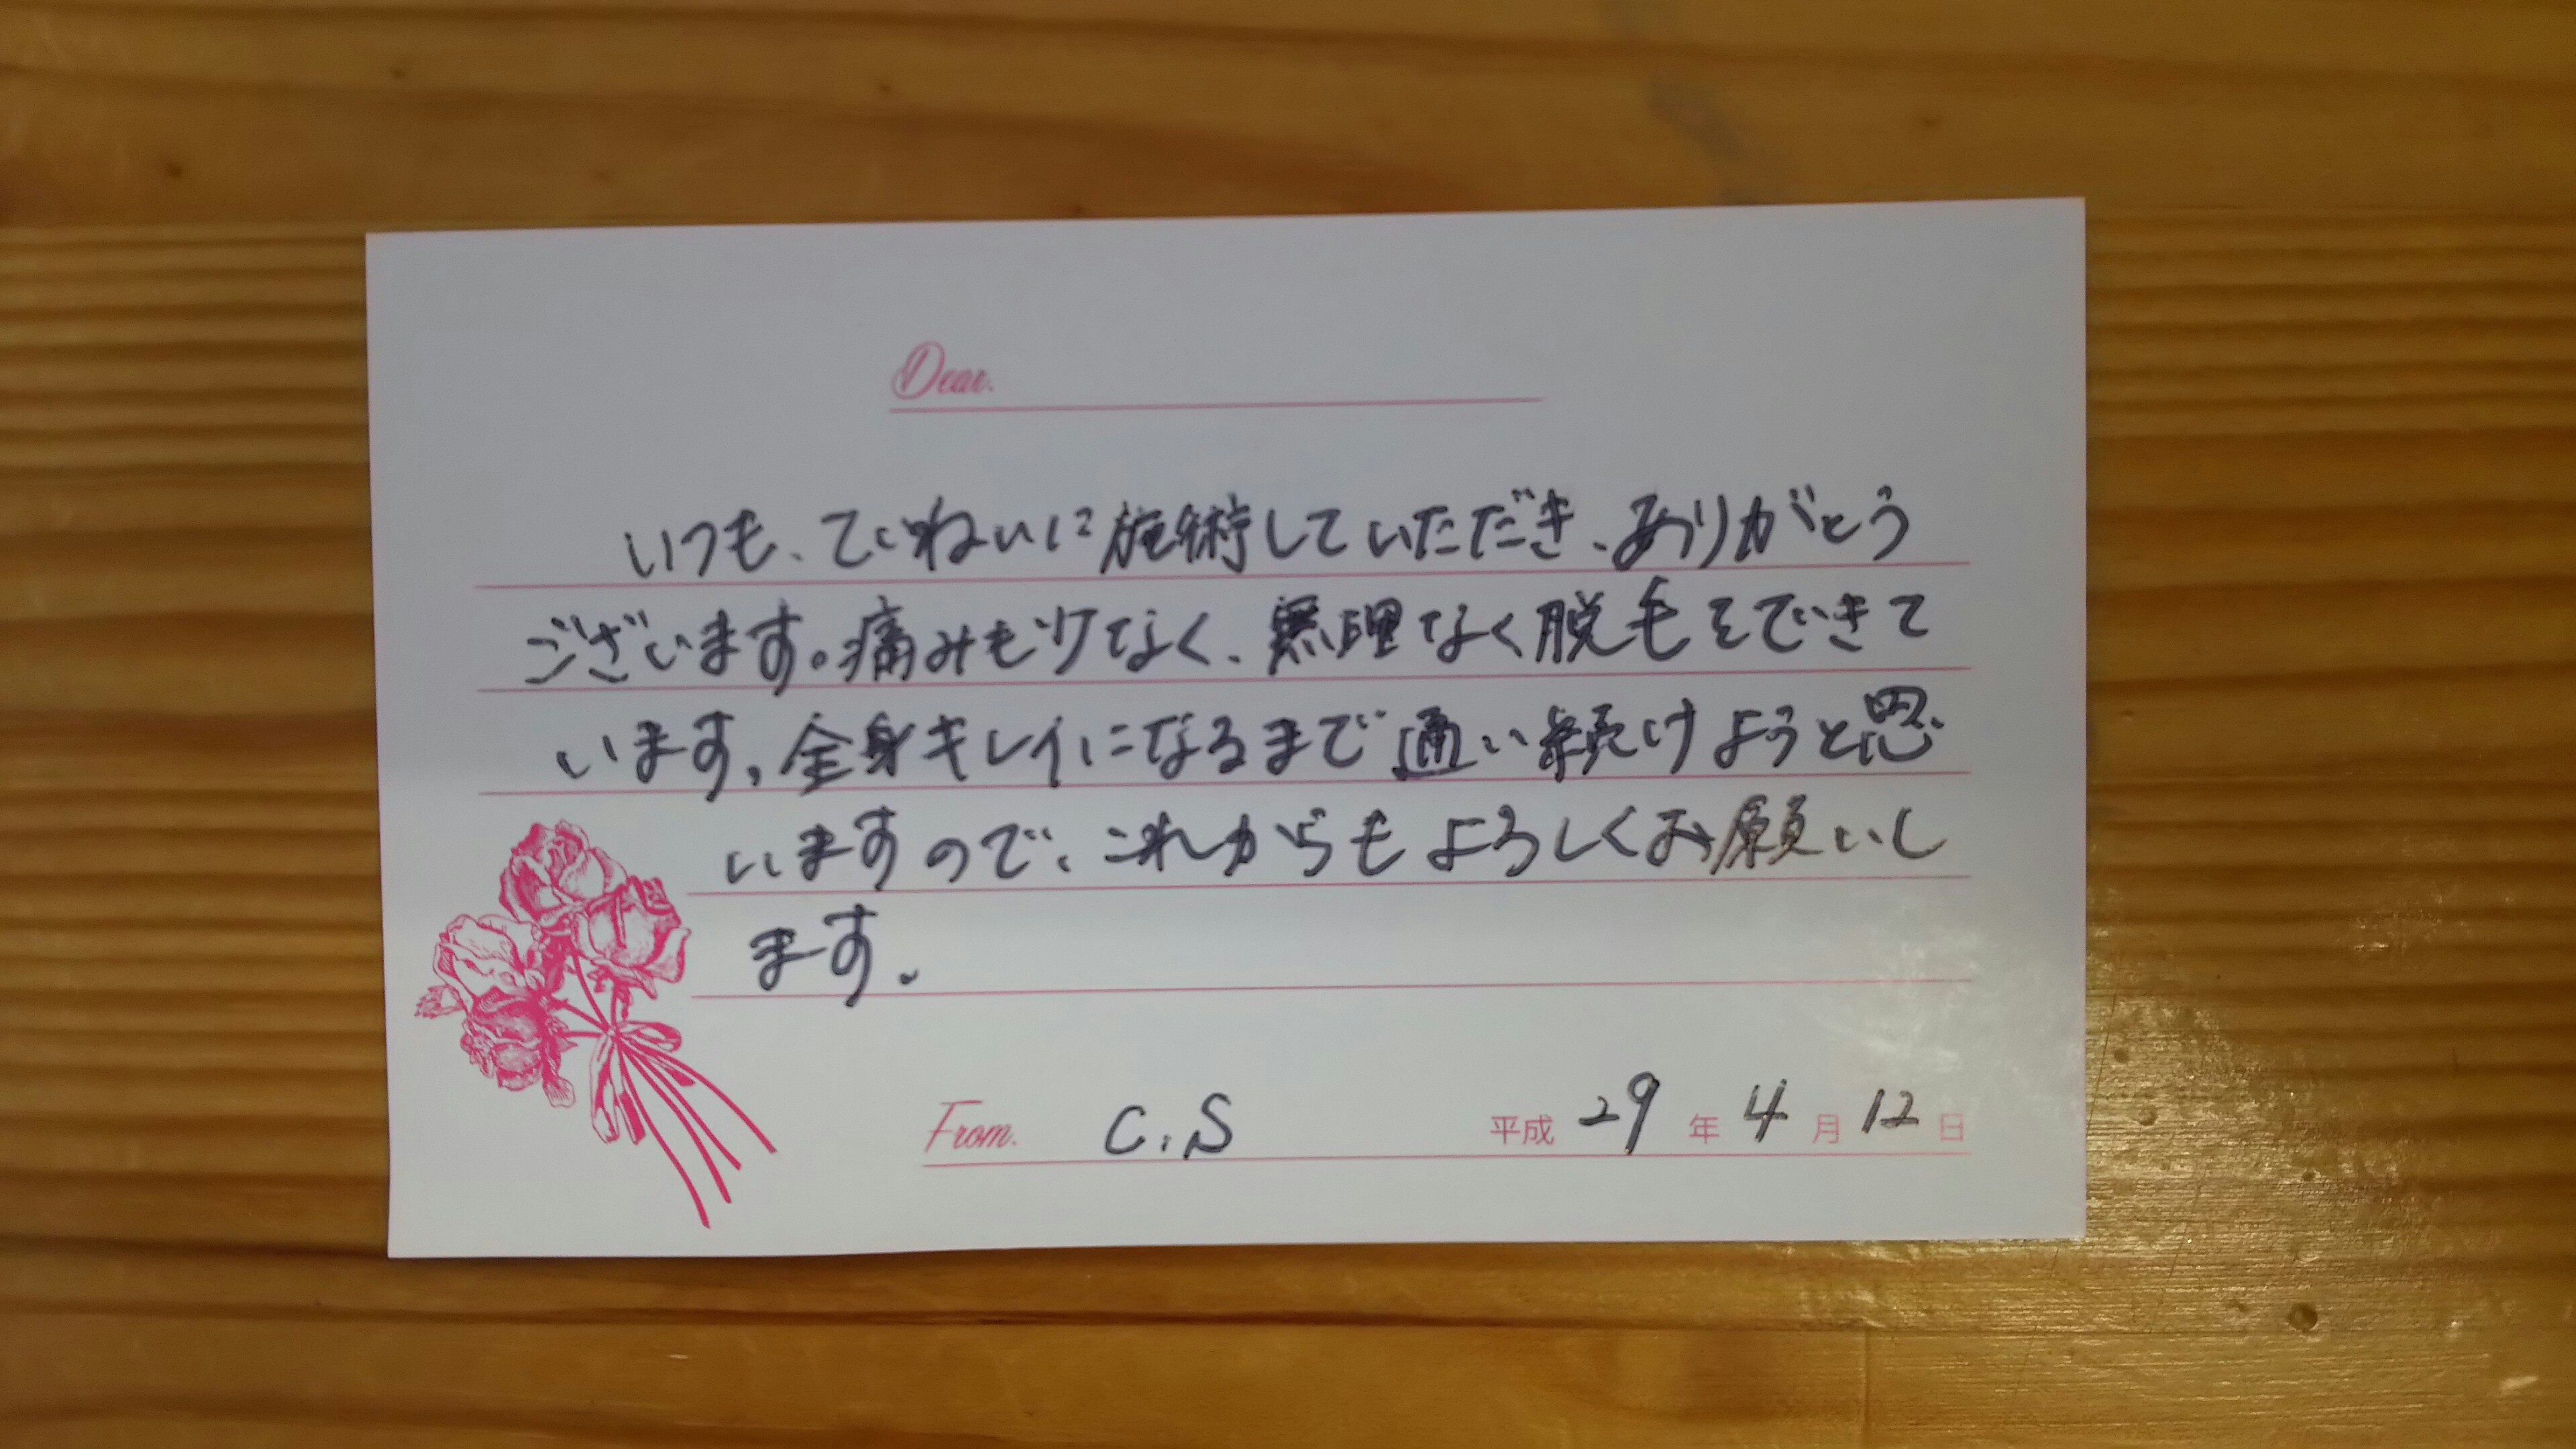 Dear.
いつも、ていねいに施術していただき、ありがとう
ございます。痛みも少なく、無理なく脱毛をできて
います。全身キレイになるまで通い続けようと思
いますので、これからもよろしくお願いし
ます。
From. C.S 平成 29 年 4 月 12 日